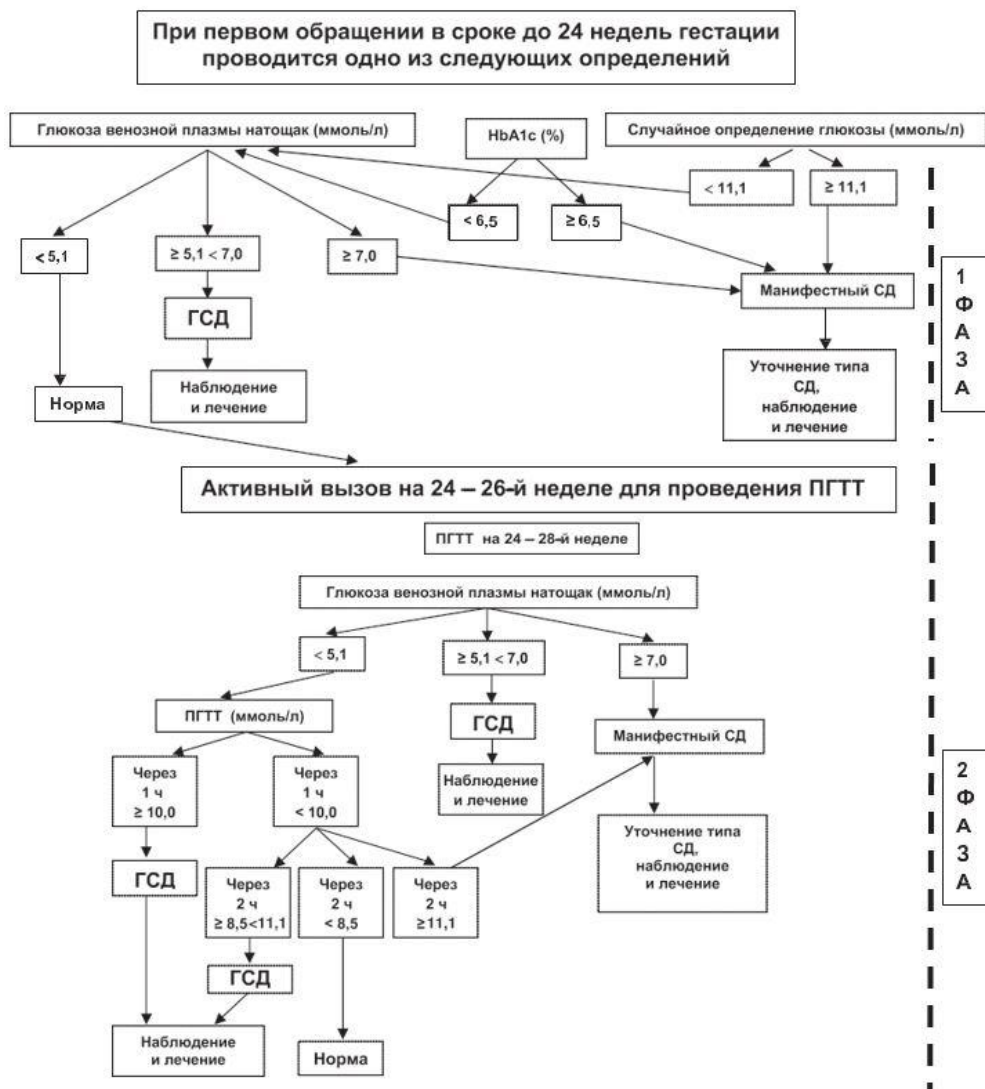 При первом обращении в сроке до 24 недель гестации
проводится одно из следующих определений
Глюкоза венозной плазмы натощак (ммоль/л)
HbA1c (%)
Случайное определение глюкозы (ммоль/л)
< 11,1
≥ 11,1
< 6,5
≥ 6,5
< 5,1
≥ 5,1 < 7,0
≥ 7,0
Манифестный СД
ГСД
Уточнение типа
СД,
наблюдение
и лечение
Норма
Наблюдение
и лечение
1
Ф
А
З
А
Активный вызов на 24 – 26-й неделе для проведения ПГТТ
ПГТТ на 24 – 28-й неделе
Глюкоза венозной плазмы натощак (ммоль/л)
< 5,1
≥ 5,1 < 7,0
≥ 7,0
ПГТТ (ммоль/л)
ГСД
Манифестный СД
Через
1 ч
≥ 10,0
Через
1 ч
< 10,0
Наблюдение
и лечение
Уточнение типа
СД,
наблюдение
и лечение
ГСД
Через
2 ч
≥ 8,5<11,1
Через
2 ч
< 8,5
Через
2 ч
≥11,1
ГСД
Наблюдение
и лечение
Норма
2
Ф
А
З
А